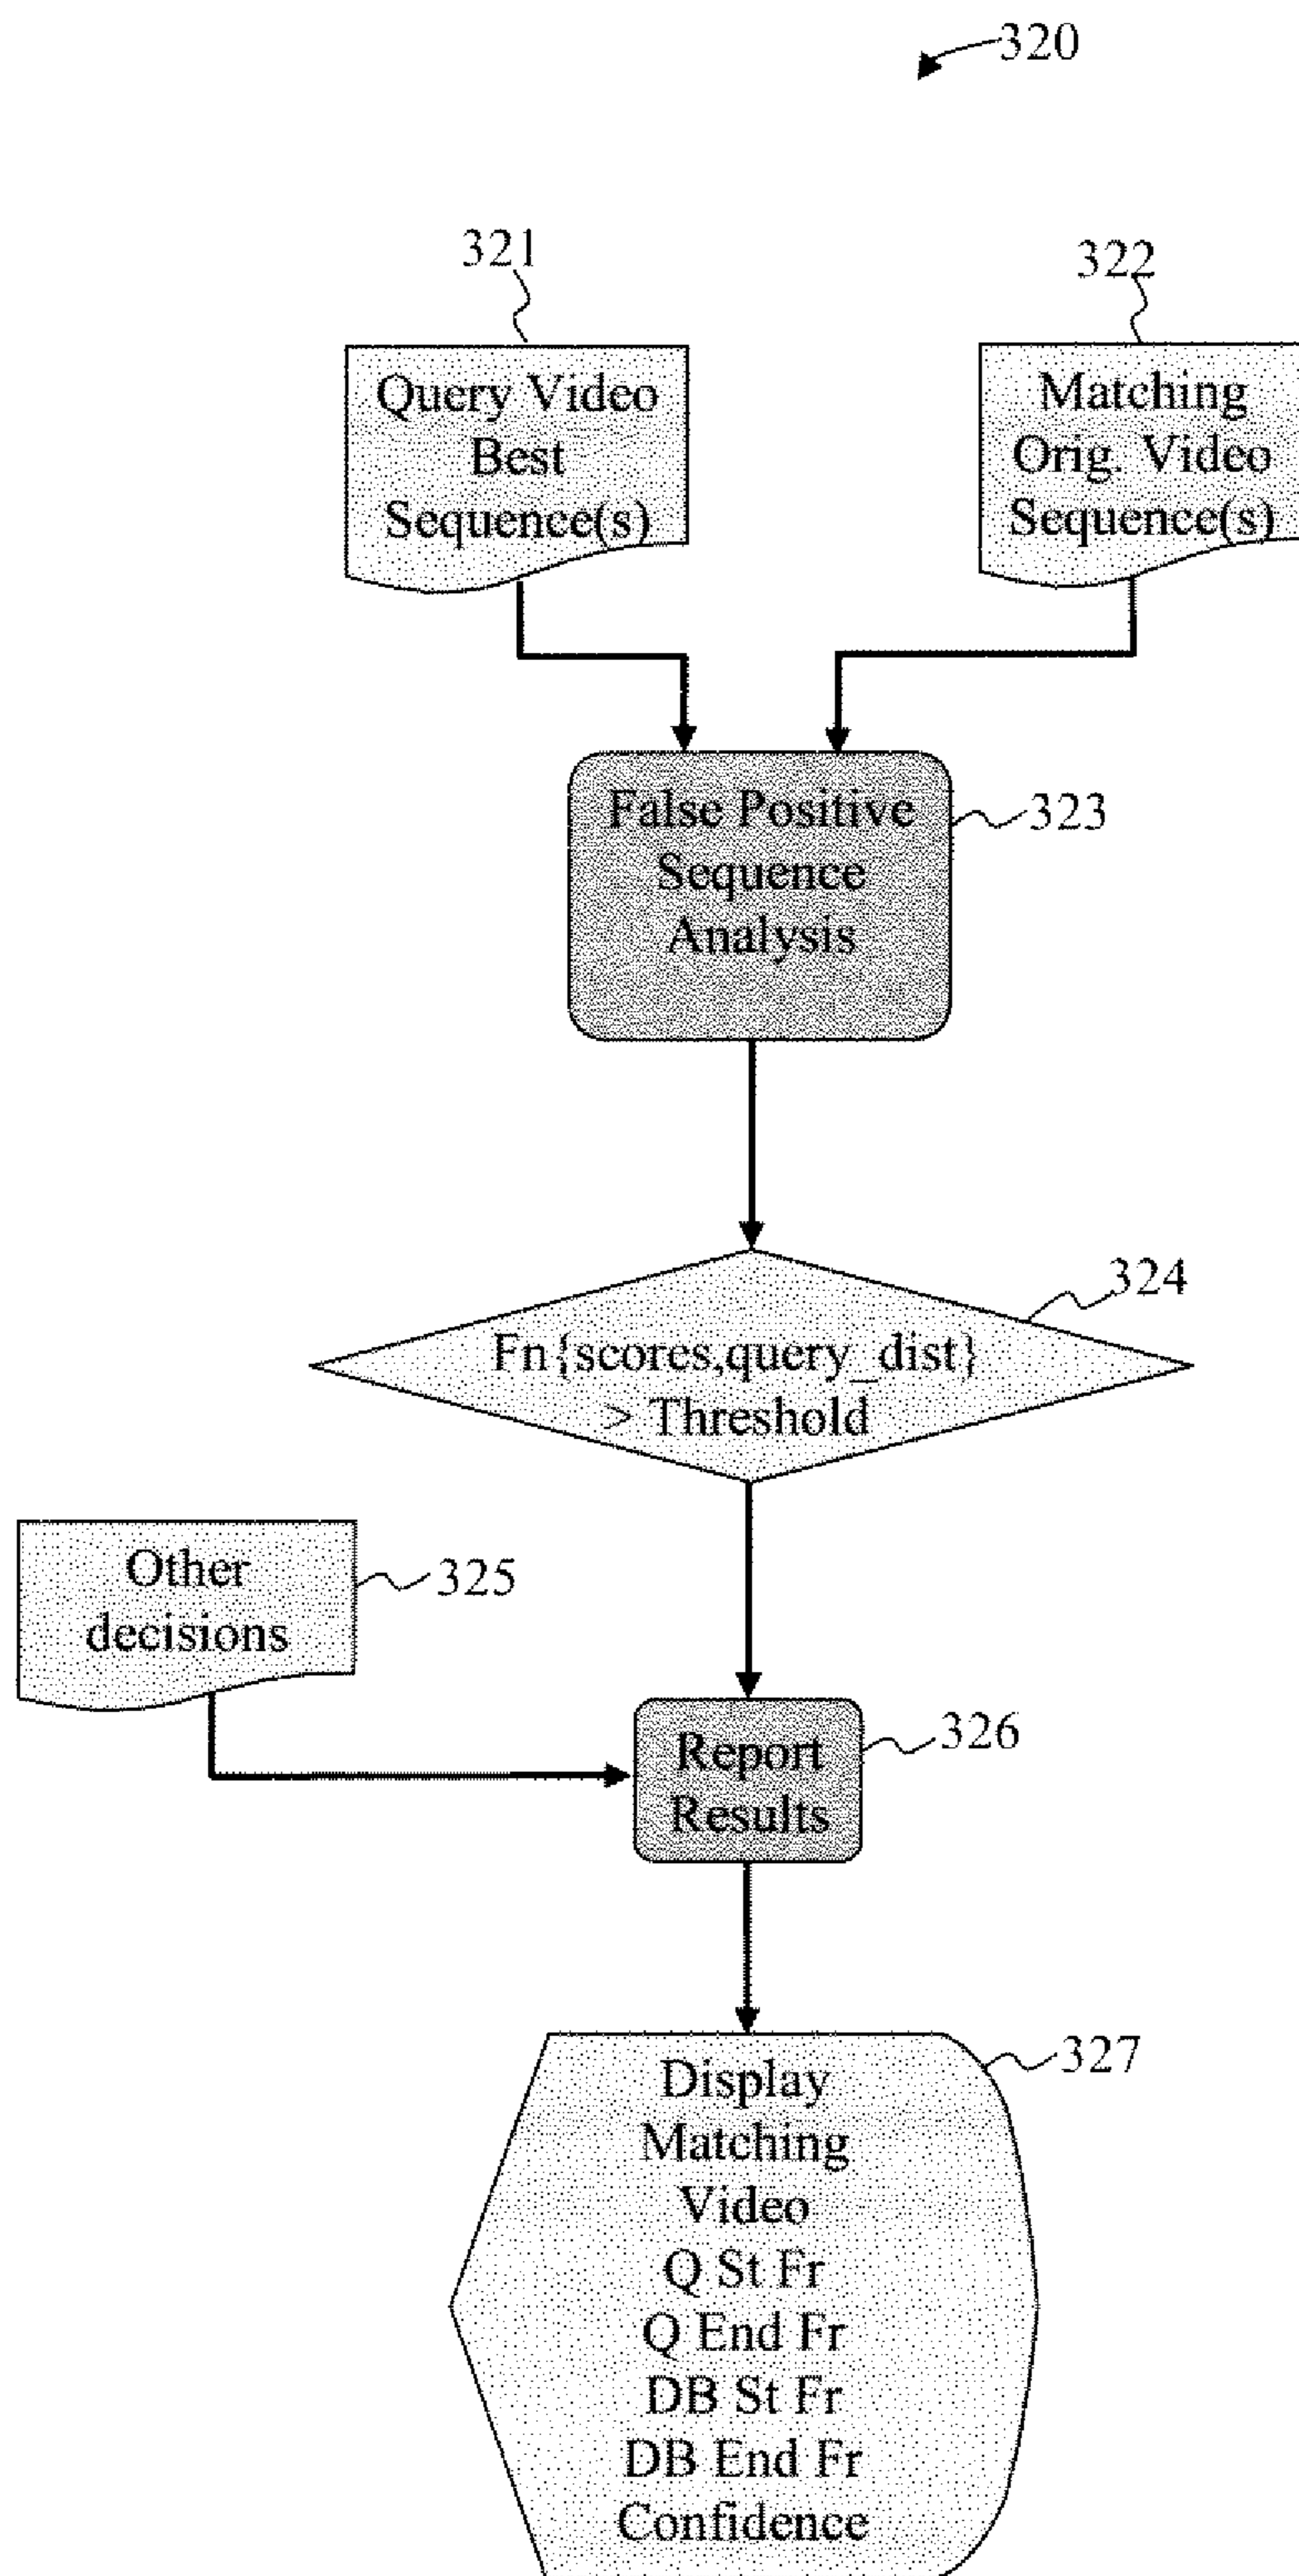 320
321
322
Query Video
Best
Sequence(s)
Matching
Orig. Video
Sequence(s)
False Positive
Sequence
Analysis
323
324
Fn{scores,query_dist}
> Threshold
Other
decisions
325
Report
Results
326
327
Display
Matching
Video
Q St Fr
Q End Fr
DB St Fr
DB End Fr
Confidence